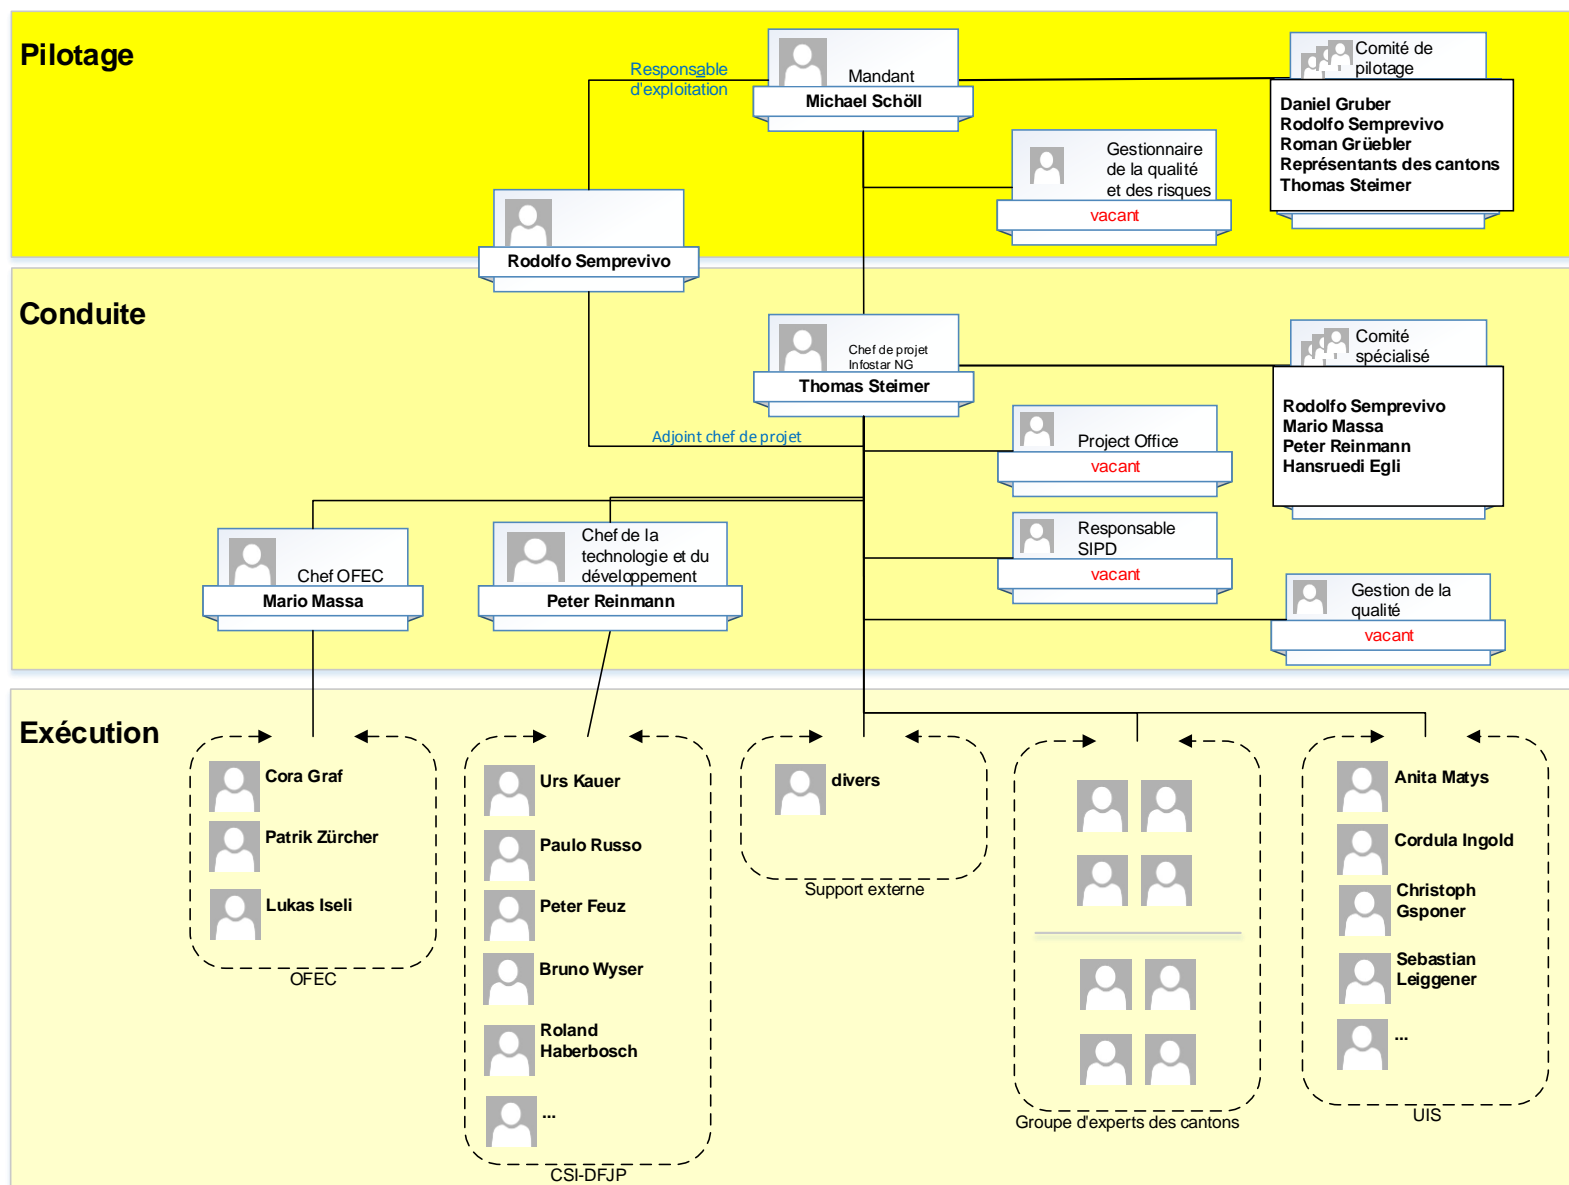 Pilotage
Responsable
d'exploitation
Mandant
Michael Schöll
Comité de
pilotage
Daniel Gruber
Rodolfo Semprevivo
Roman Grüebler
Représentants des cantons
Thomas Steimer
Gestionnaire
de la qualité
et des risques
vacant
Rodolfo Semprevivo
Conduite
Chef de projet
Infostar NG
Thomas Steimer
Comité
spécialisé
Rodolfo Semprevivo
Mario Massa
Peter Reinmann
Hansruedi Egli
Adjoint chef de projet
Project Office
vacant
Chef OFEC
Mario Massa
Chef de la
technologie et du
développement
Peter Reinmann
Responsable
SIPD
vacant
Gestion de la
qualité
vacant
Exécution
Cora Graf
Patrik Zürcher
Lukas Iseli
OFEC
Urs Kauer
Paulo Russo
Peter Feuz
Bruno Wyser
Roland
Haberbosch
...
CSI-DFJP
divers
Support externe
Groupe d'experts des cantons
Anita Matys
Cordula Ingold
Christoph
Gsponer
Sebastian
Leiggener
...
UIS